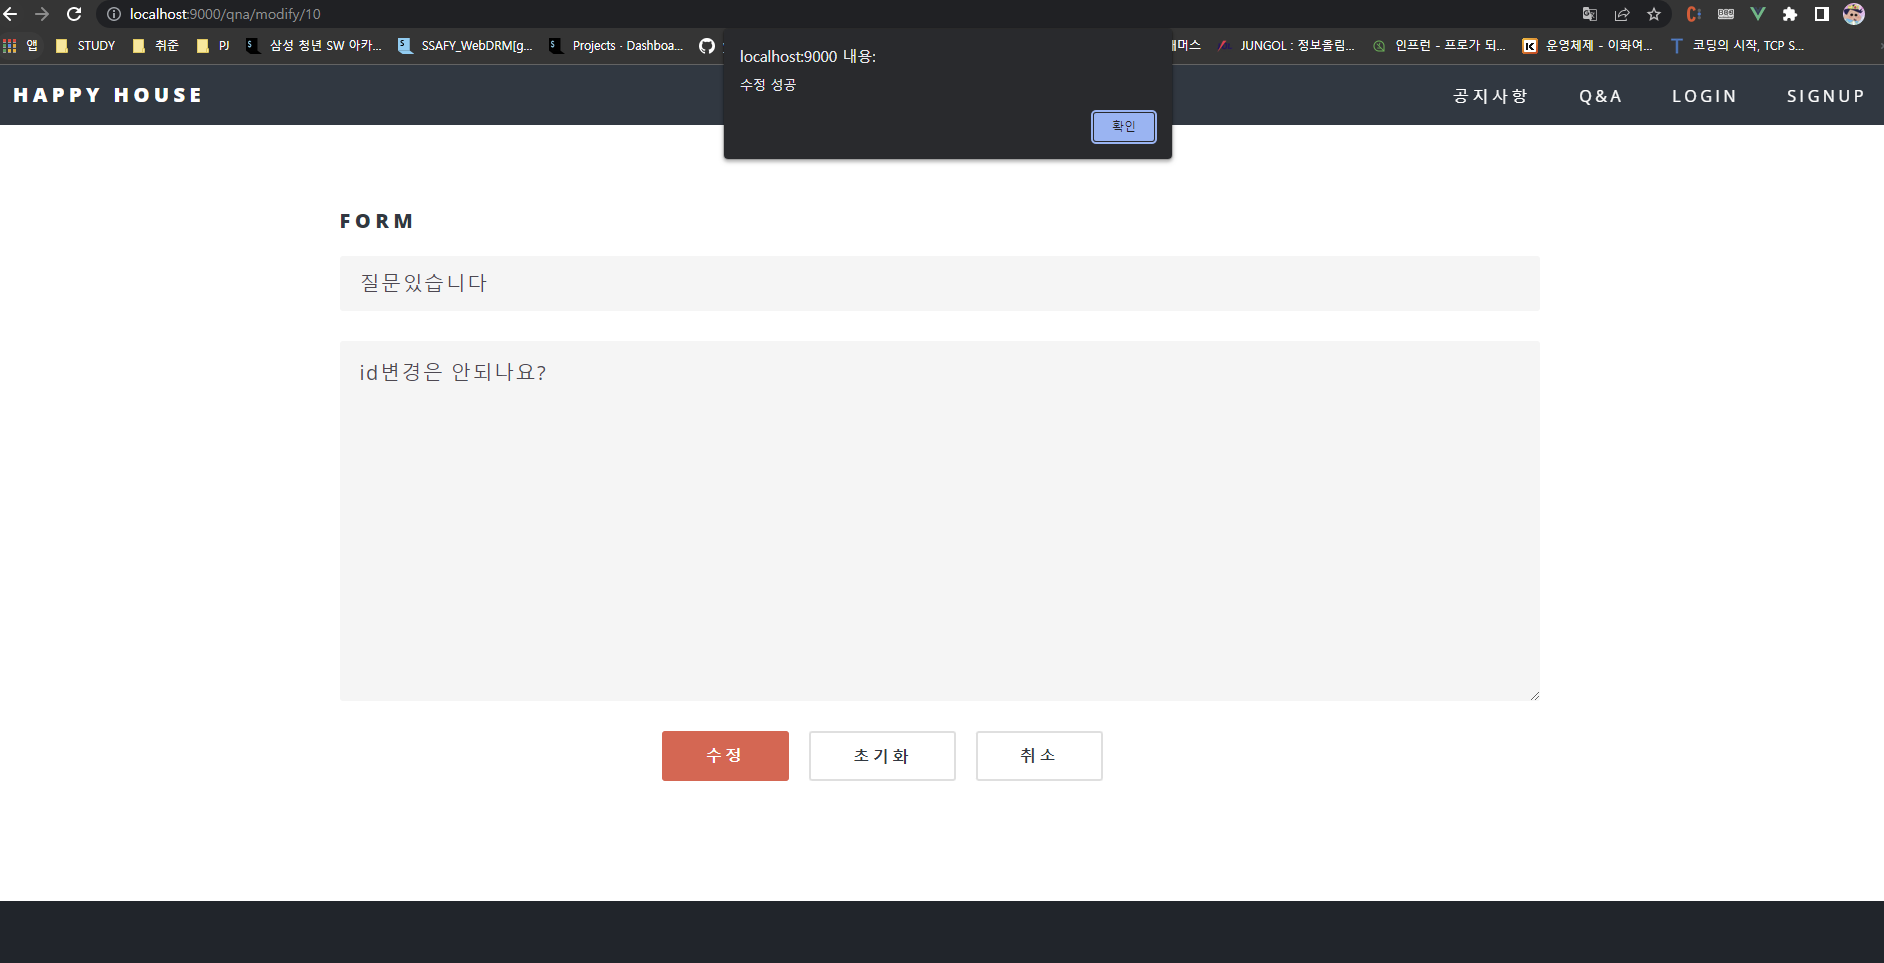 localhost:9000/qna/modify/10
앱 STUDY 취준 PJ 삼성 청년 SW 아카... SSAFY_WebDRM[g... Projects · Dashboa... 래머스 JUNGOL : 정보올림... 인프런 - 프로가 되... 운영체제 - 이화여... 코딩의 시작, TCP S...
localhost:9000 내용:
수정 성공
확인
HAPPY HOUSE 공지사항 Q&A LOGIN SIGNUP
FORM
질문있습니다
id변경은 안되나요?
수정 초기화 취소